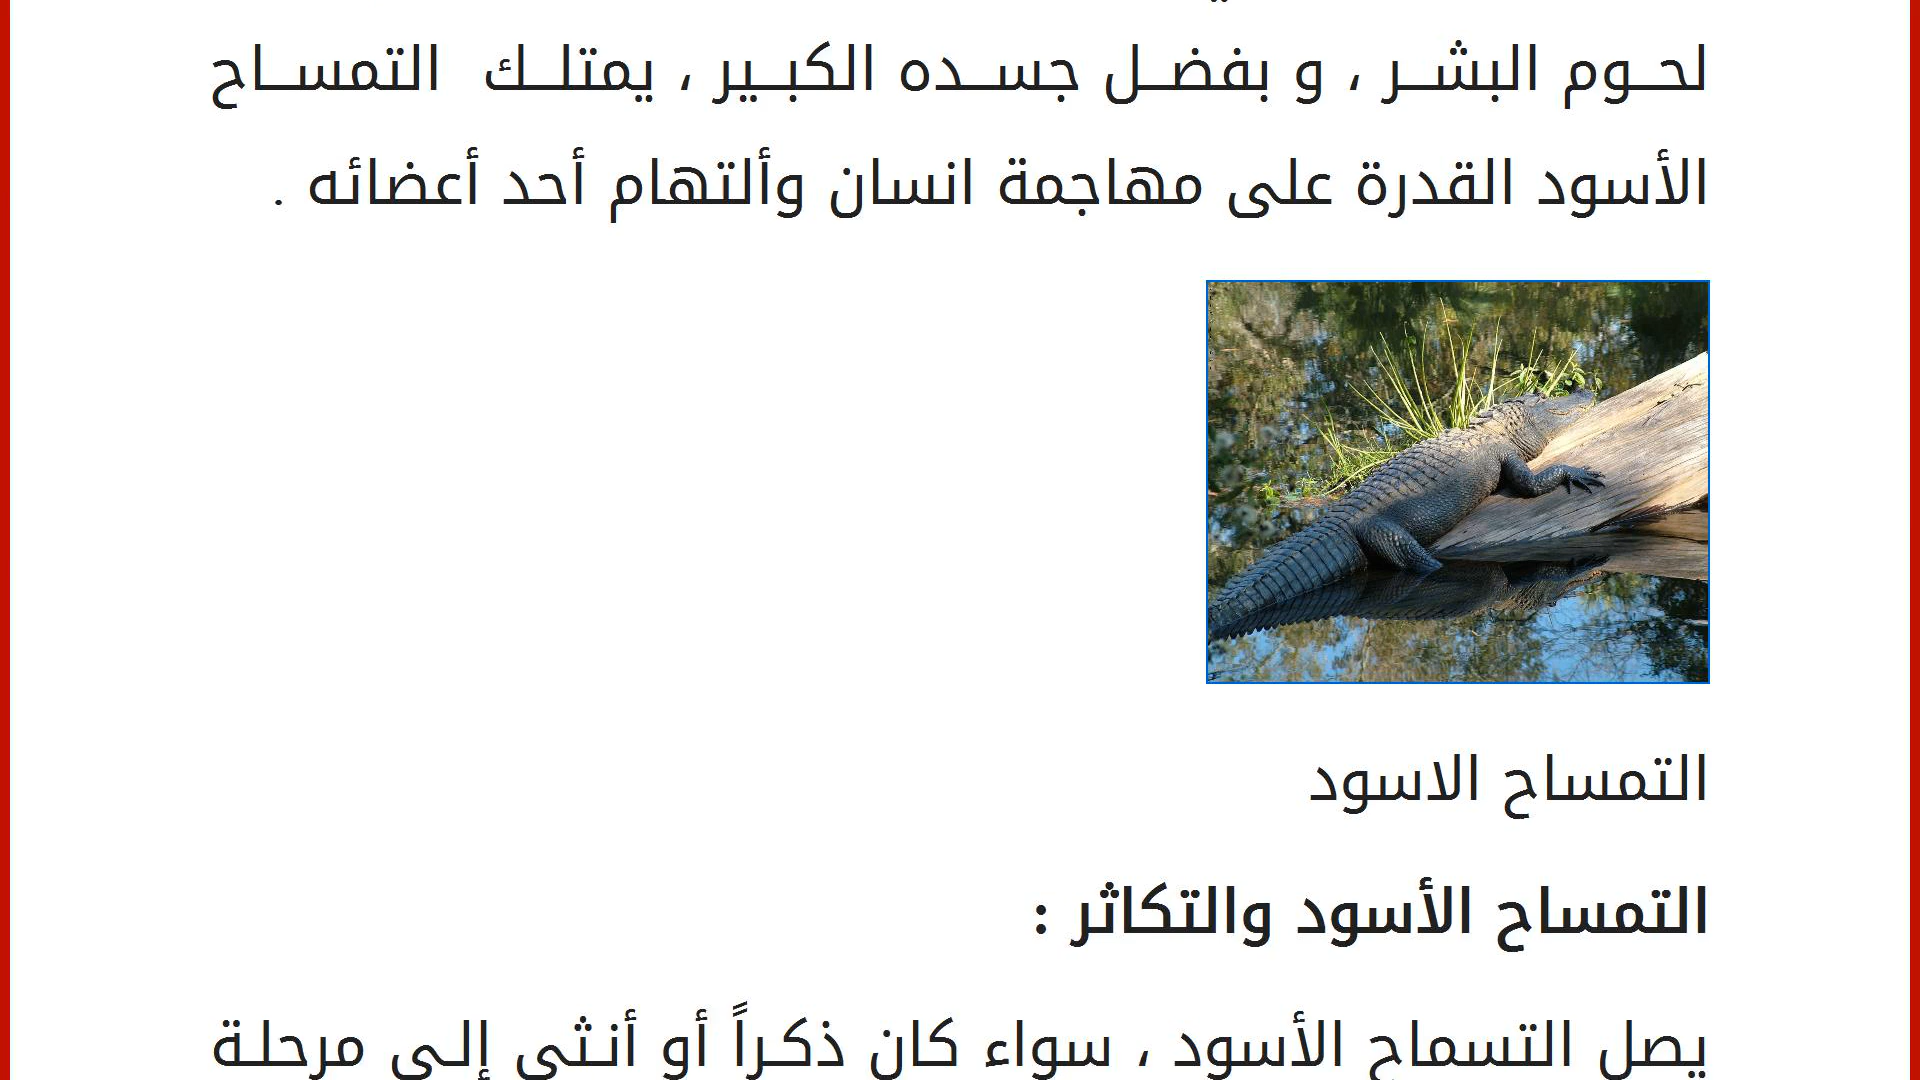 لحوم البشر ، و بفضل جسده الكبير ، يمتلك التمساح
الأسود القدرة على مهاجمة انسان وألتهام أحد أعضائه .
التمساح الاسود
التمساح الأسود والتكاثر :
يصل التسماح الأسود ، سواء كان ذكراً أو أنثى إلى مرحلة